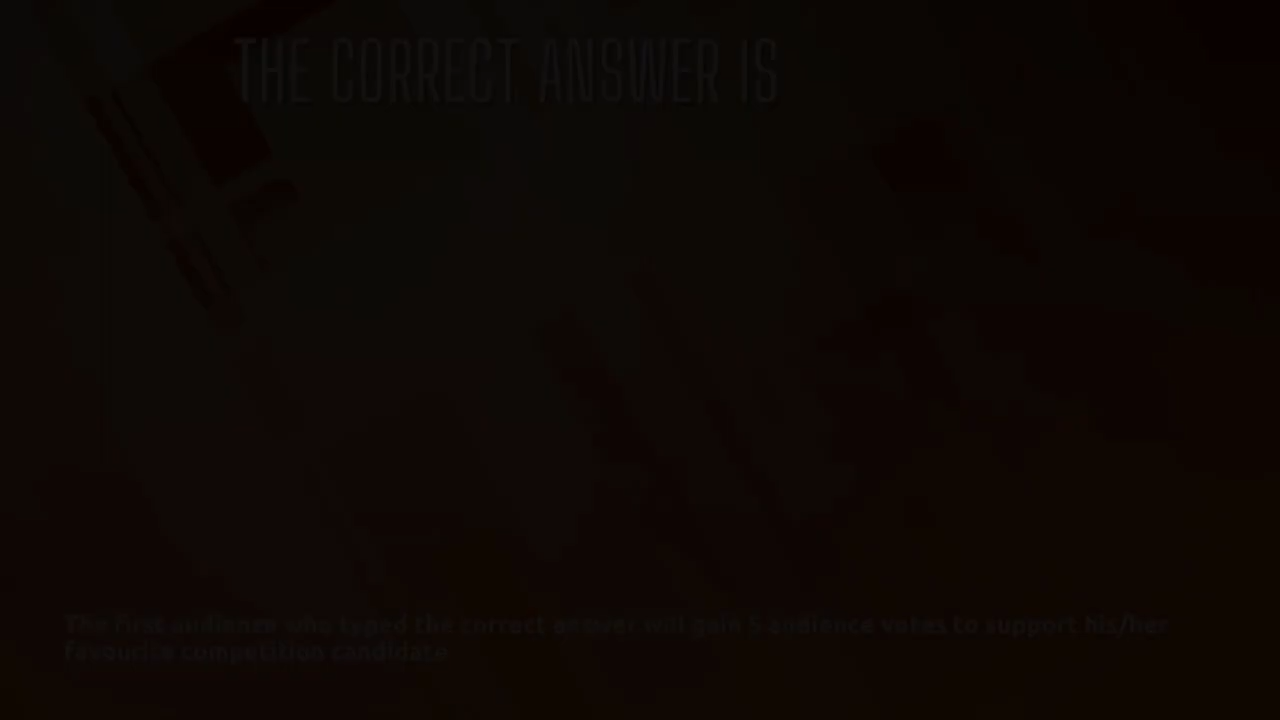 THE CORRECT ANSWER IS
The first audience who typed the correct answer will gain 5 audience votes to support his/her
favourite competition candidate